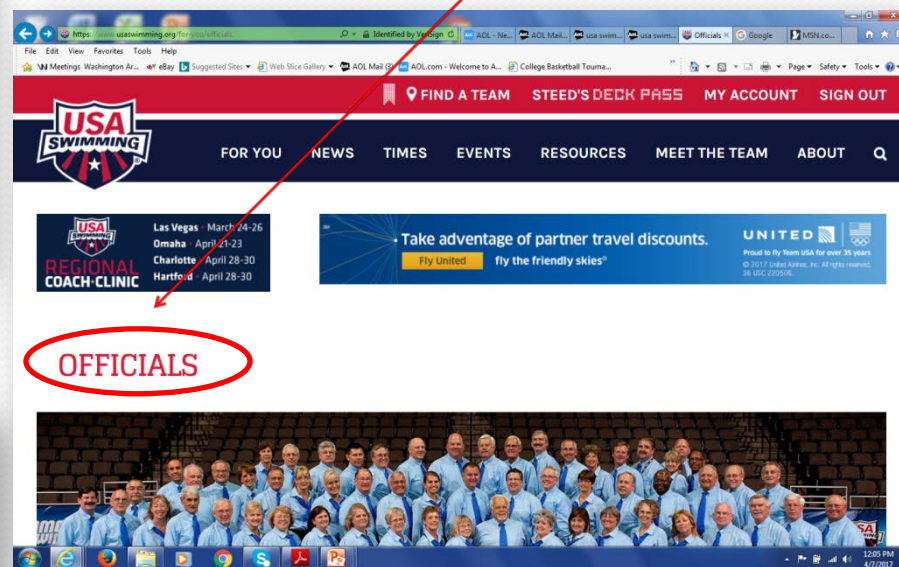 https://www.usaswimming.org/for-you/officials
Identified by VeriSign
AOL - Ne...
AOL Mail...
usa swim...
usa swim...
Officials
Google
MSN.co...
File Edit View Favorites Tools Help
Meetings Washington Ar...
eBay
Suggested Sites
Web Slice Gallery
AOL Mail (3)
AOL.com - Welcome to A...
College Basketball Tourna...
Page
Safety
Tools
FIND A TEAM
STEED'S DECK PASS
MY ACCOUNT
SIGN OUT
USA
SWIMMING
FOR YOU
NEWS
TIMES
EVENTS
RESOURCES
MEET THE TEAM
ABOUT
USA
SWIMMING
REGIONAL
COACH·CLINIC
Las Vegas · March 24-26
Omaha · April 21-23
Charlotte · April 28-30
Hartford · April 28-30
Take advantage of partner travel discounts.
Fly United
fly the friendly skies®
UNITED
Proud to fly Team USA for over 35 years
© 2017 United Airlines, Inc. All rights reserved.
36 USC 220506.
OFFICIALS
12:05 PM
4/7/2017